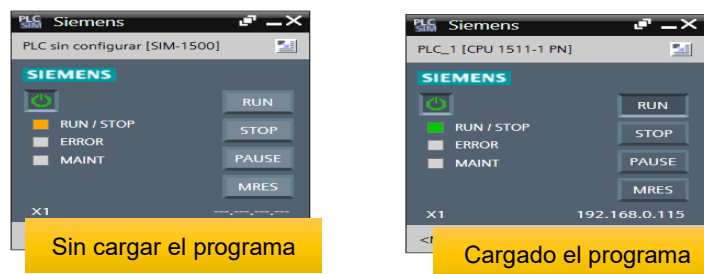 PLC SIM Siemens
PLC sin configurar [SIM-1500]
SIEMENS
RUN
RUN / STOP
STOP
ERROR
MAINT
PAUSE
MRES
X1 ---.---.---.---
Sin cargar el programa
PLC SIM Siemens
PLC_1 [CPU 1511-1 PN]
SIEMENS
RUN
RUN / STOP
STOP
ERROR
MAINT
PAUSE
MRES
X1 192.168.0.115
Cargado el programa